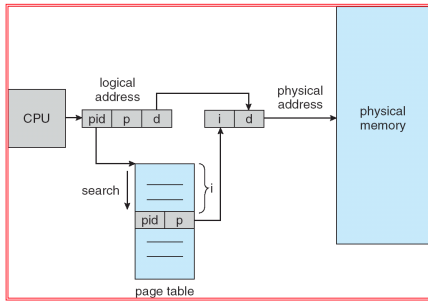 logical
address
physical
address
CPU
pid p d
i d
physical
memory
search
i
pid p
page table